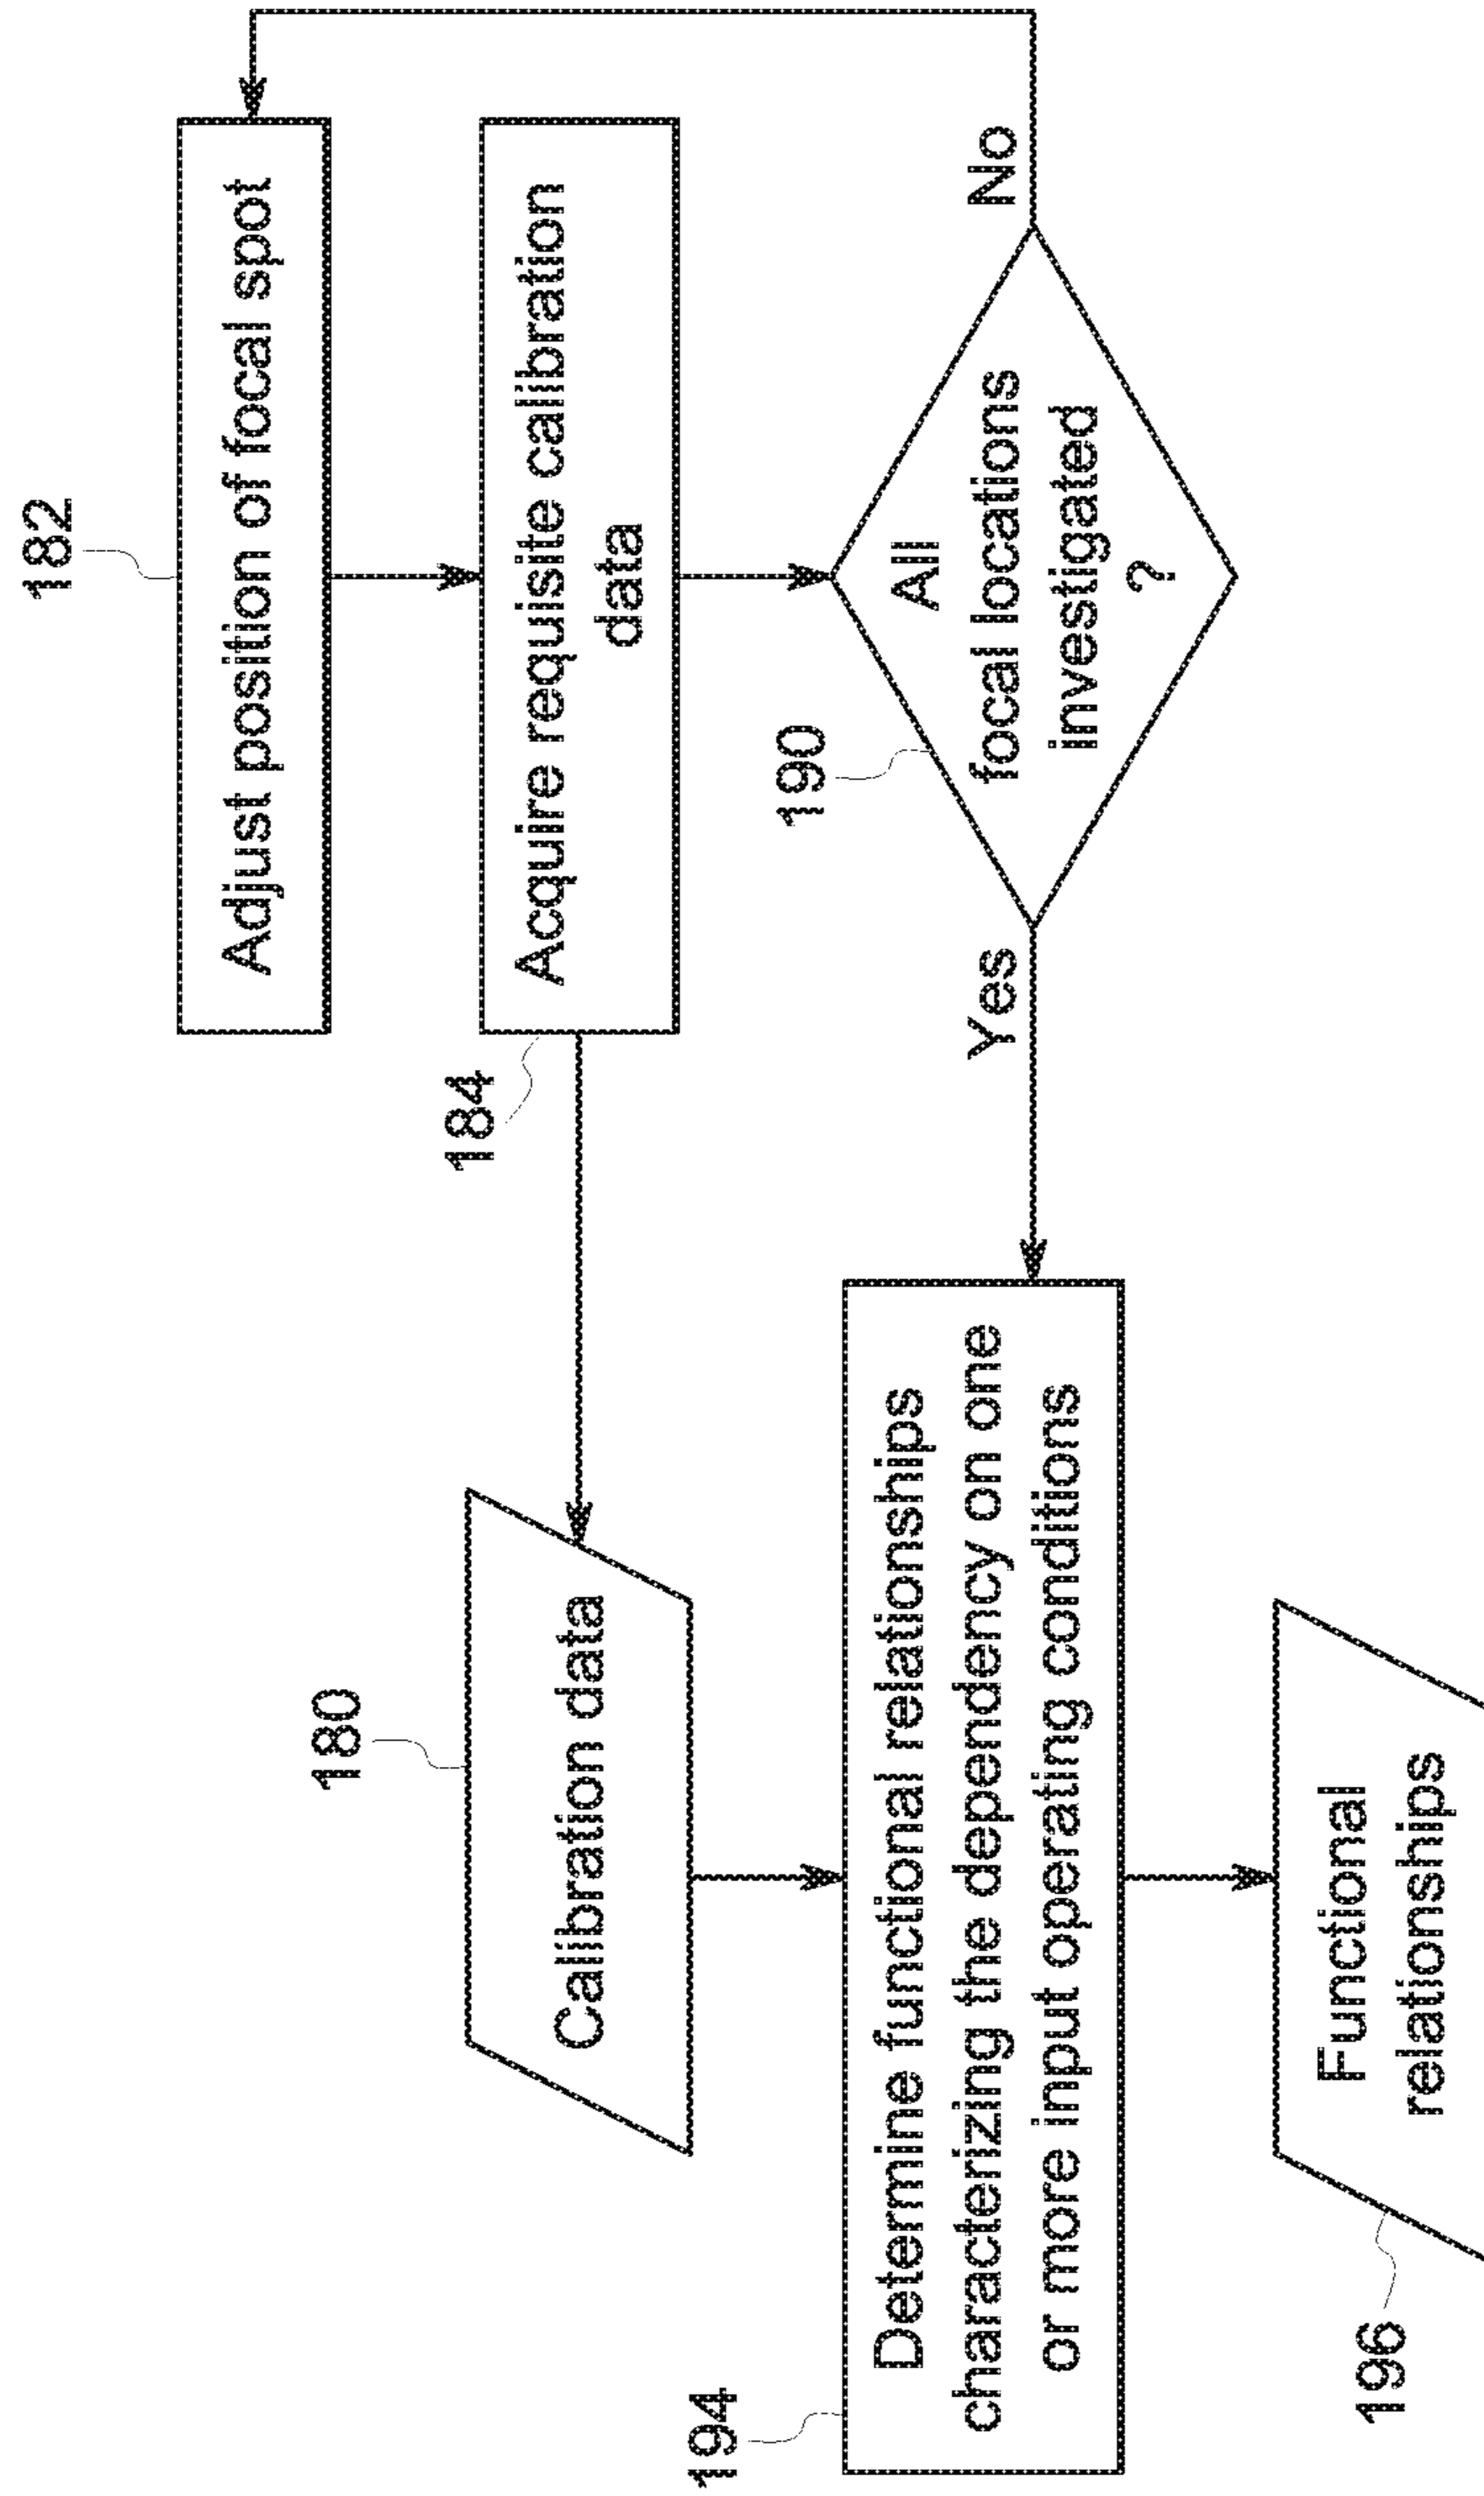 182
Adjust position of focal spot
184
Acquire requisite calibration
data
180
Calibration data
190
All
focal locations
investigated
?
No
Yes
194
Determine functional relationships
characterizing the dependency on one
or more input operating conditions
196
Functional
relationships